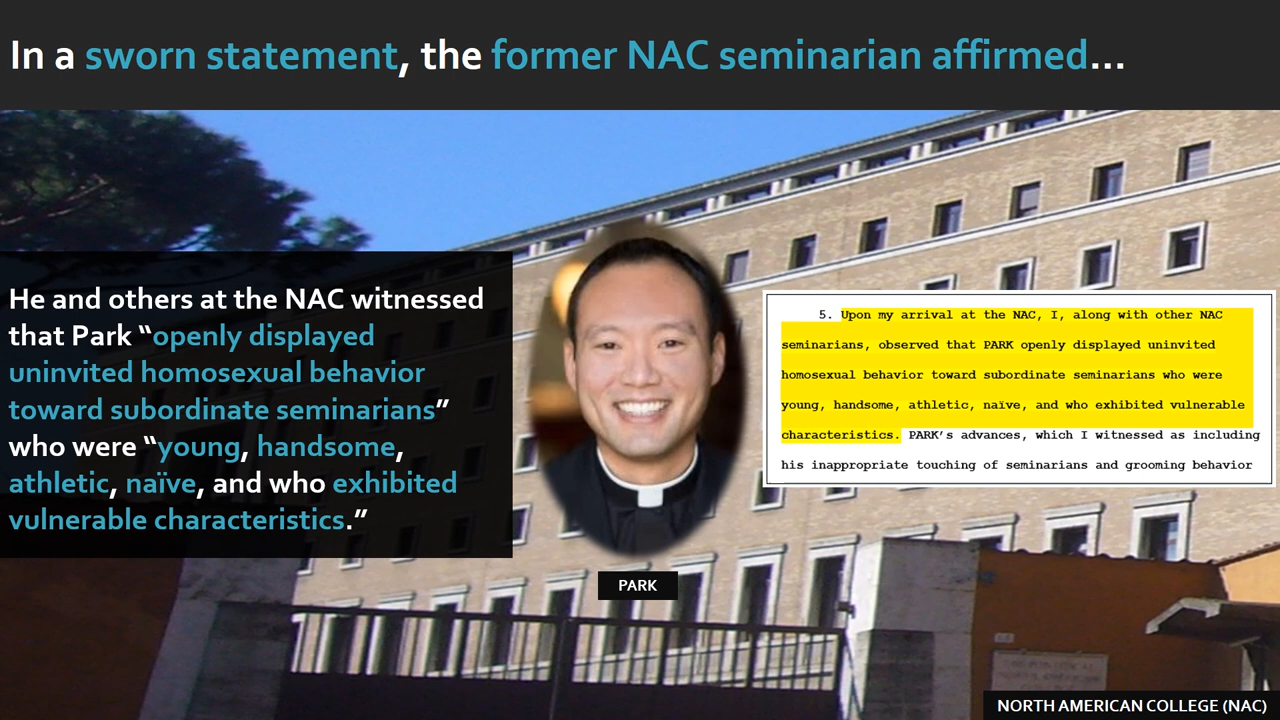 In a sworn statement, the former NAC seminarian affirmed...
He and others at the NAC witnessed
that Park “openly displayed
uninvited homosexual behavior
toward subordinate seminarians”
who were “young, handsome,
athletic, naïve, and who exhibited
vulnerable characteristics.”
PARK
5. Upon my arrival at the NAC, I, along with other NAC
seminarians, observed that PARK openly displayed uninvited
homosexual behavior toward subordinate seminarians who were
young, handsome, athletic, naïve, and who exhibited vulnerable
characteristics. PARK’s advances, which I witnessed as including
his inappropriate touching of seminarians and grooming behavior
NORTH AMERICAN COLLEGE (NAC)